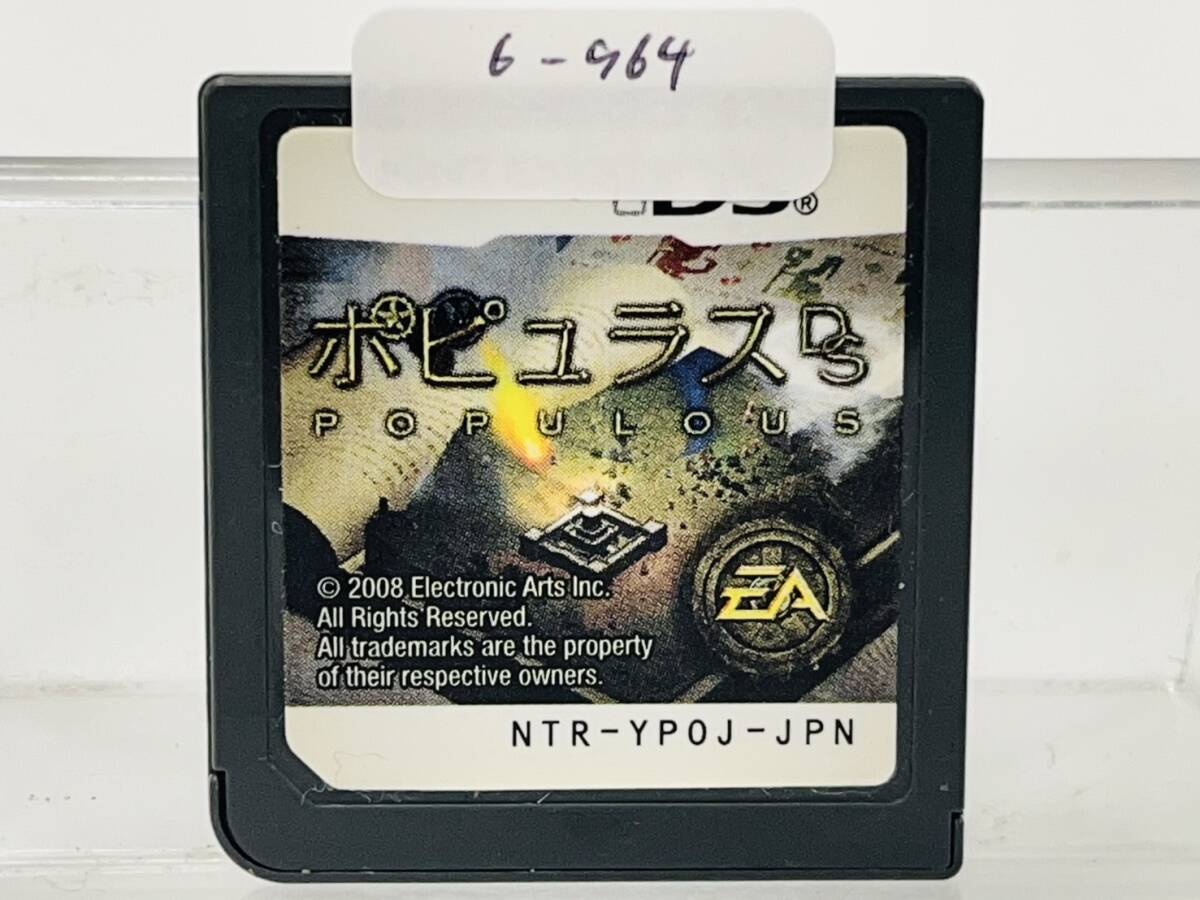 6-964
DS®
ポピュラスDS
POPULOUS
© 2008 Electronic Arts Inc.
All Rights Reserved.
All trademarks are the property
of their respective owners.
EA
NTR-YPOJ-JPN